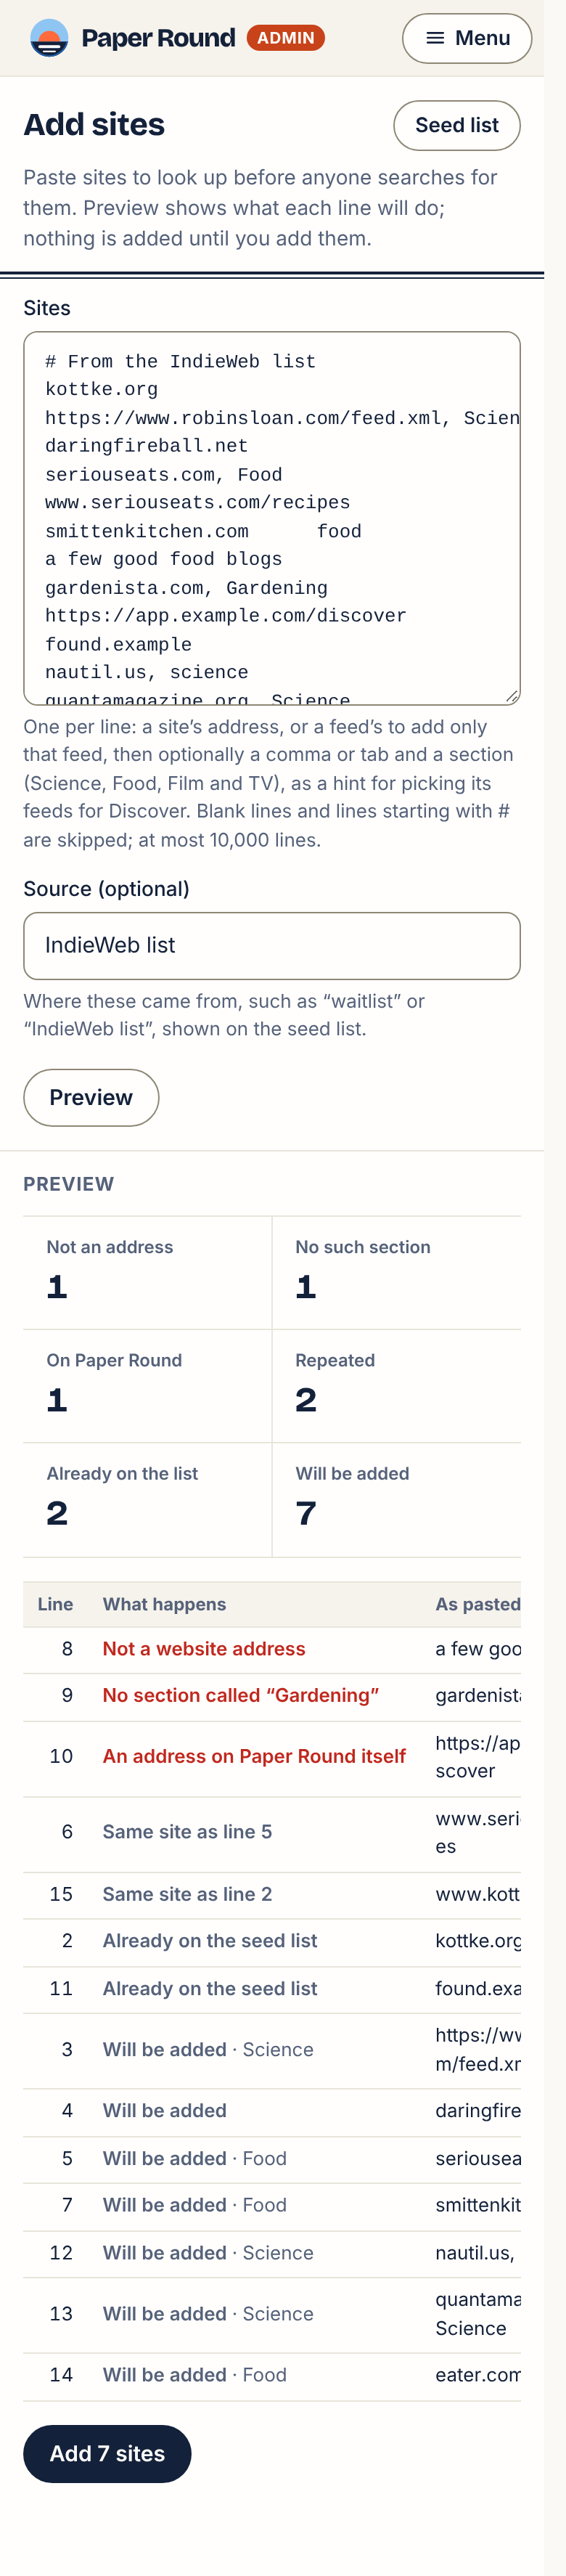 Paper Round ADMIN
Menu
Add sites
Seed list
Paste sites to look up before anyone searches for
them. Preview shows what each line will do;
nothing is added until you add them.
Sites
# From the IndieWeb list
kottke.org
https://www.robinsloan.com/feed.xml, Scien
daringfireball.net
seriouseats.com, Food
www.seriouseats.com/recipes
smittenkitchen.com food
a few good food blogs
gardenista.com, Gardening
https://app.example.com/discover
found.example
nautil.us, science
quantamagazine.org, Science
One per line: a site’s address, or a feed’s to add only
that feed, then optionally a comma or tab and a section
(Science, Food, Film and TV), as a hint for picking its
feeds for Discover. Blank lines and lines starting with #
are skipped; at most 10,000 lines.
Source (optional)
IndieWeb list
Where these came from, such as “waitlist” or
“IndieWeb list”, shown on the seed list.
Preview
PREVIEW
Not an address
1
No such section
1
On Paper Round
1
Repeated
2
Already on the list
2
Will be added
7
Line What happens As pasted
8 Not a website address a few goo
9 No section called “Gardening” gardenista
10 An address on Paper Round itself https://ap
scover
6 Same site as line 5 www.serio
es
15 Same site as line 2 www.kott
2 Already on the seed list kottke.org
11 Already on the seed list found.exa
3 Will be added · Science https://ww
m/feed.xm
4 Will be added daringfire
5 Will be added · Food seriousea
7 Will be added · Food smittenkit
12 Will be added · Science nautil.us,
13 Will be added · Science quantama
Science
14 Will be added · Food eater.com
Add 7 sites